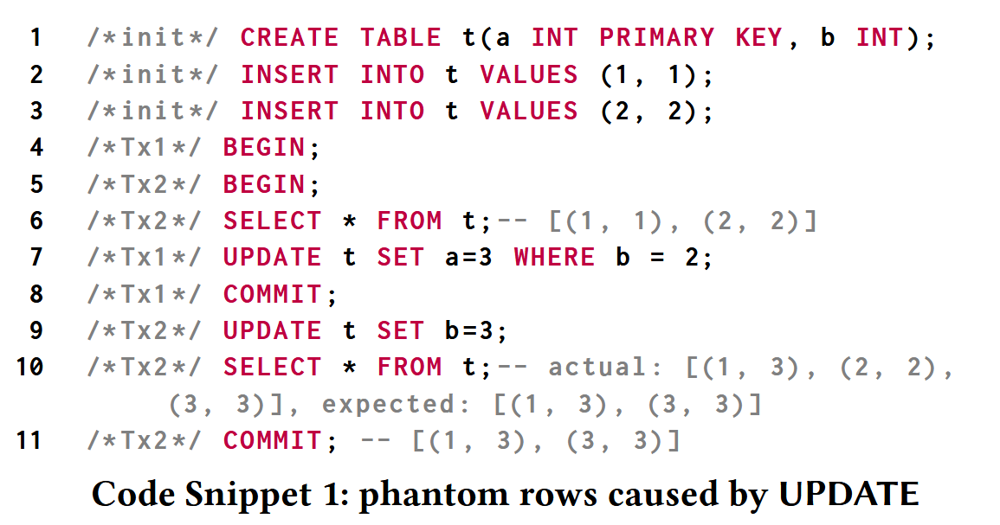 1 /*init*/ CREATE TABLE t(a INT PRIMARY KEY, b INT);
2 /*init*/ INSERT INTO t VALUES (1, 1);
3 /*init*/ INSERT INTO t VALUES (2, 2);
4 /*Tx1*/ BEGIN;
5 /*Tx2*/ BEGIN;
6 /*Tx2*/ SELECT * FROM t;-- [(1, 1), (2, 2)]
7 /*Tx1*/ UPDATE t SET a=3 WHERE b = 2;
8 /*Tx1*/ COMMIT;
9 /*Tx2*/ UPDATE t SET b=3;
10 /*Tx2*/ SELECT * FROM t;-- actual: [(1, 3), (2, 2),
(3, 3)], expected: [(1, 3), (3, 3)]
11 /*Tx2*/ COMMIT; -- [(1, 3), (3, 3)]
Code Snippet 1: phantom rows caused by UPDATE